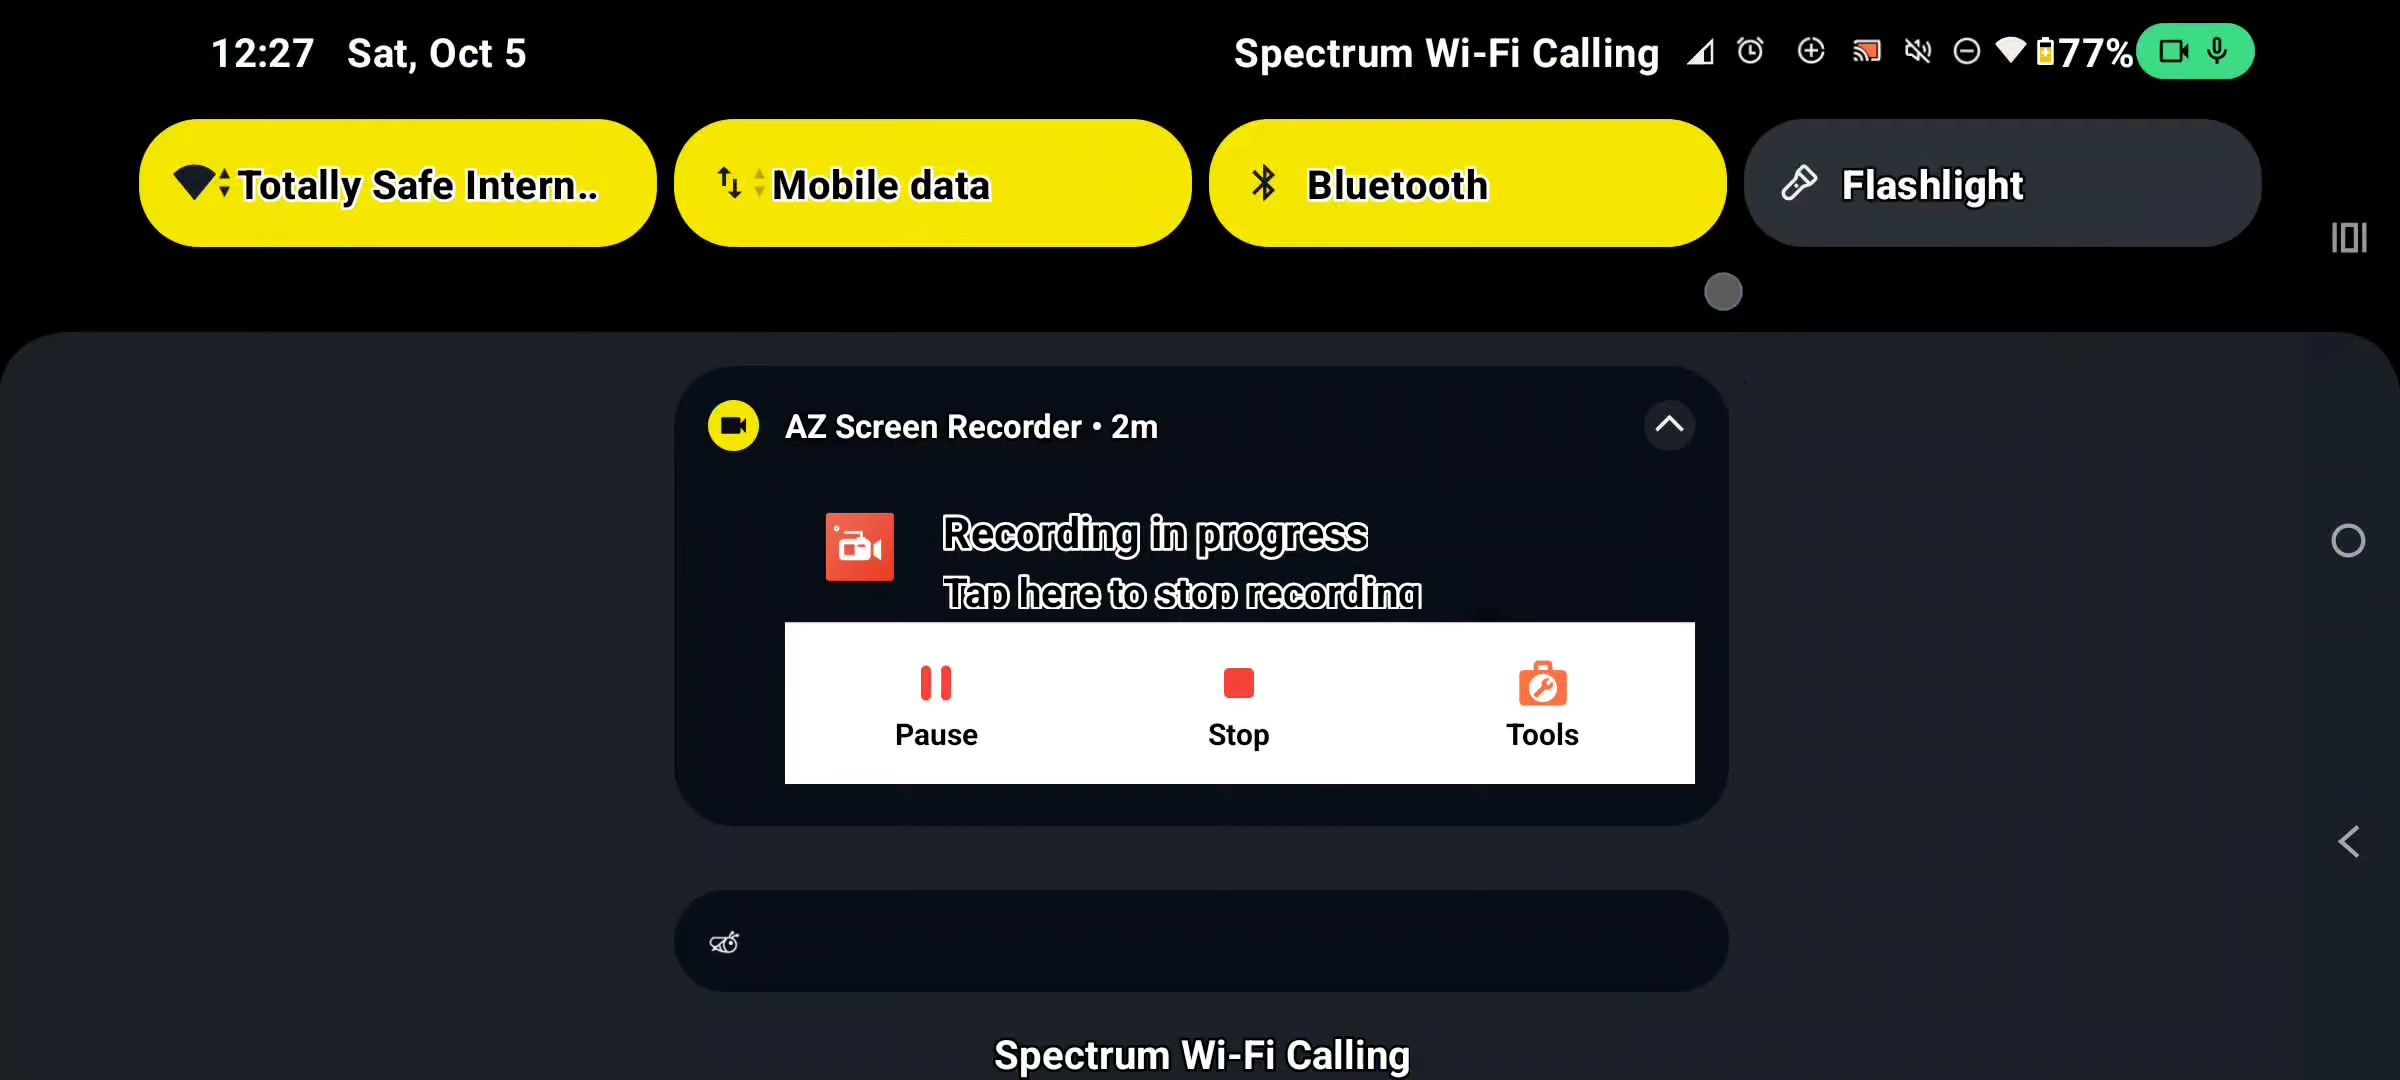 12:27 Sat, Oct 5 Spectrum Wi-Fi Calling 77%
Totally Safe Intern.. Mobile data Bluetooth Flashlight
AZ Screen Recorder • 2m
Recording in progress
Tap here to stop recording
Pause Stop Tools
Spectrum Wi-Fi Calling